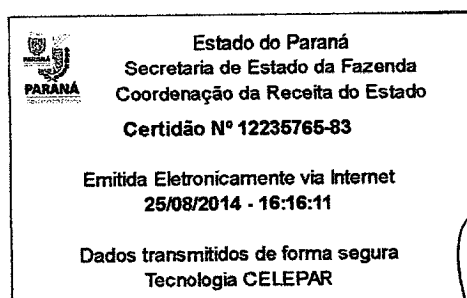 Estado do Paraná
Secretaria de Estado da Fazenda
PARANÁ
Coordenação da Receita do Estado
Certidão Nº 12235765-83
Emitida Eletronicamente via Internet
25/08/2014 - 16:16:11
Dados transmitidos de forma segura
Tecnologia CELEPAR